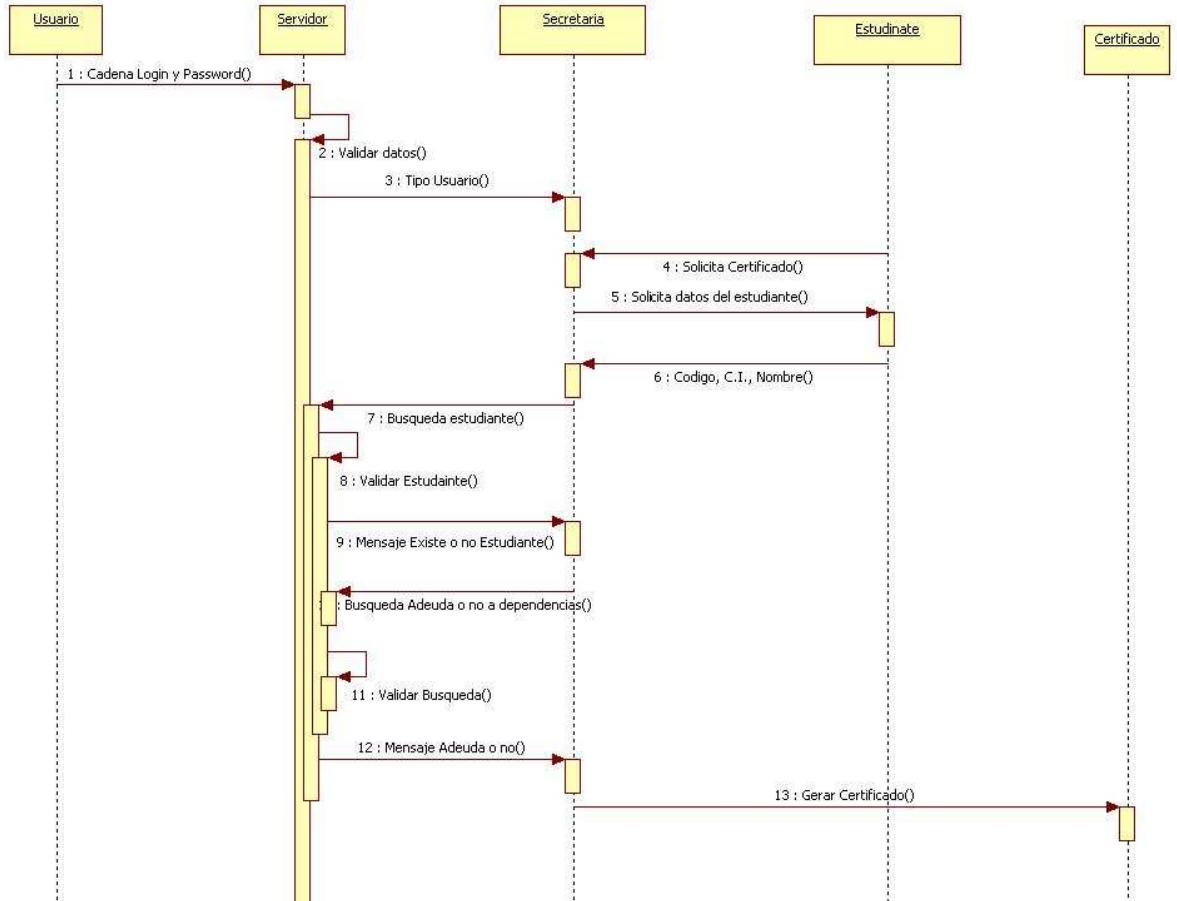 Usuario
Servidor
Secretaria
Estudinate
Certificado
1 : Cadena Login y Password()
2 : Validar datos()
3 : Tipo Usuario()
4 : Solicita Certificado()
5 : Solicita datos del estudiante()
6 : Codigo, C.I., Nombre()
7 : Busqueda estudiante()
8 : Validar Estudainte()
9 : Mensaje Existe o no Estudiante()
: Busqueda Adeuda o no a dependencias()
11 : Validar Busqueda()
12 : Mensaje Adeuda o no()
13 : Gerar Certificado()